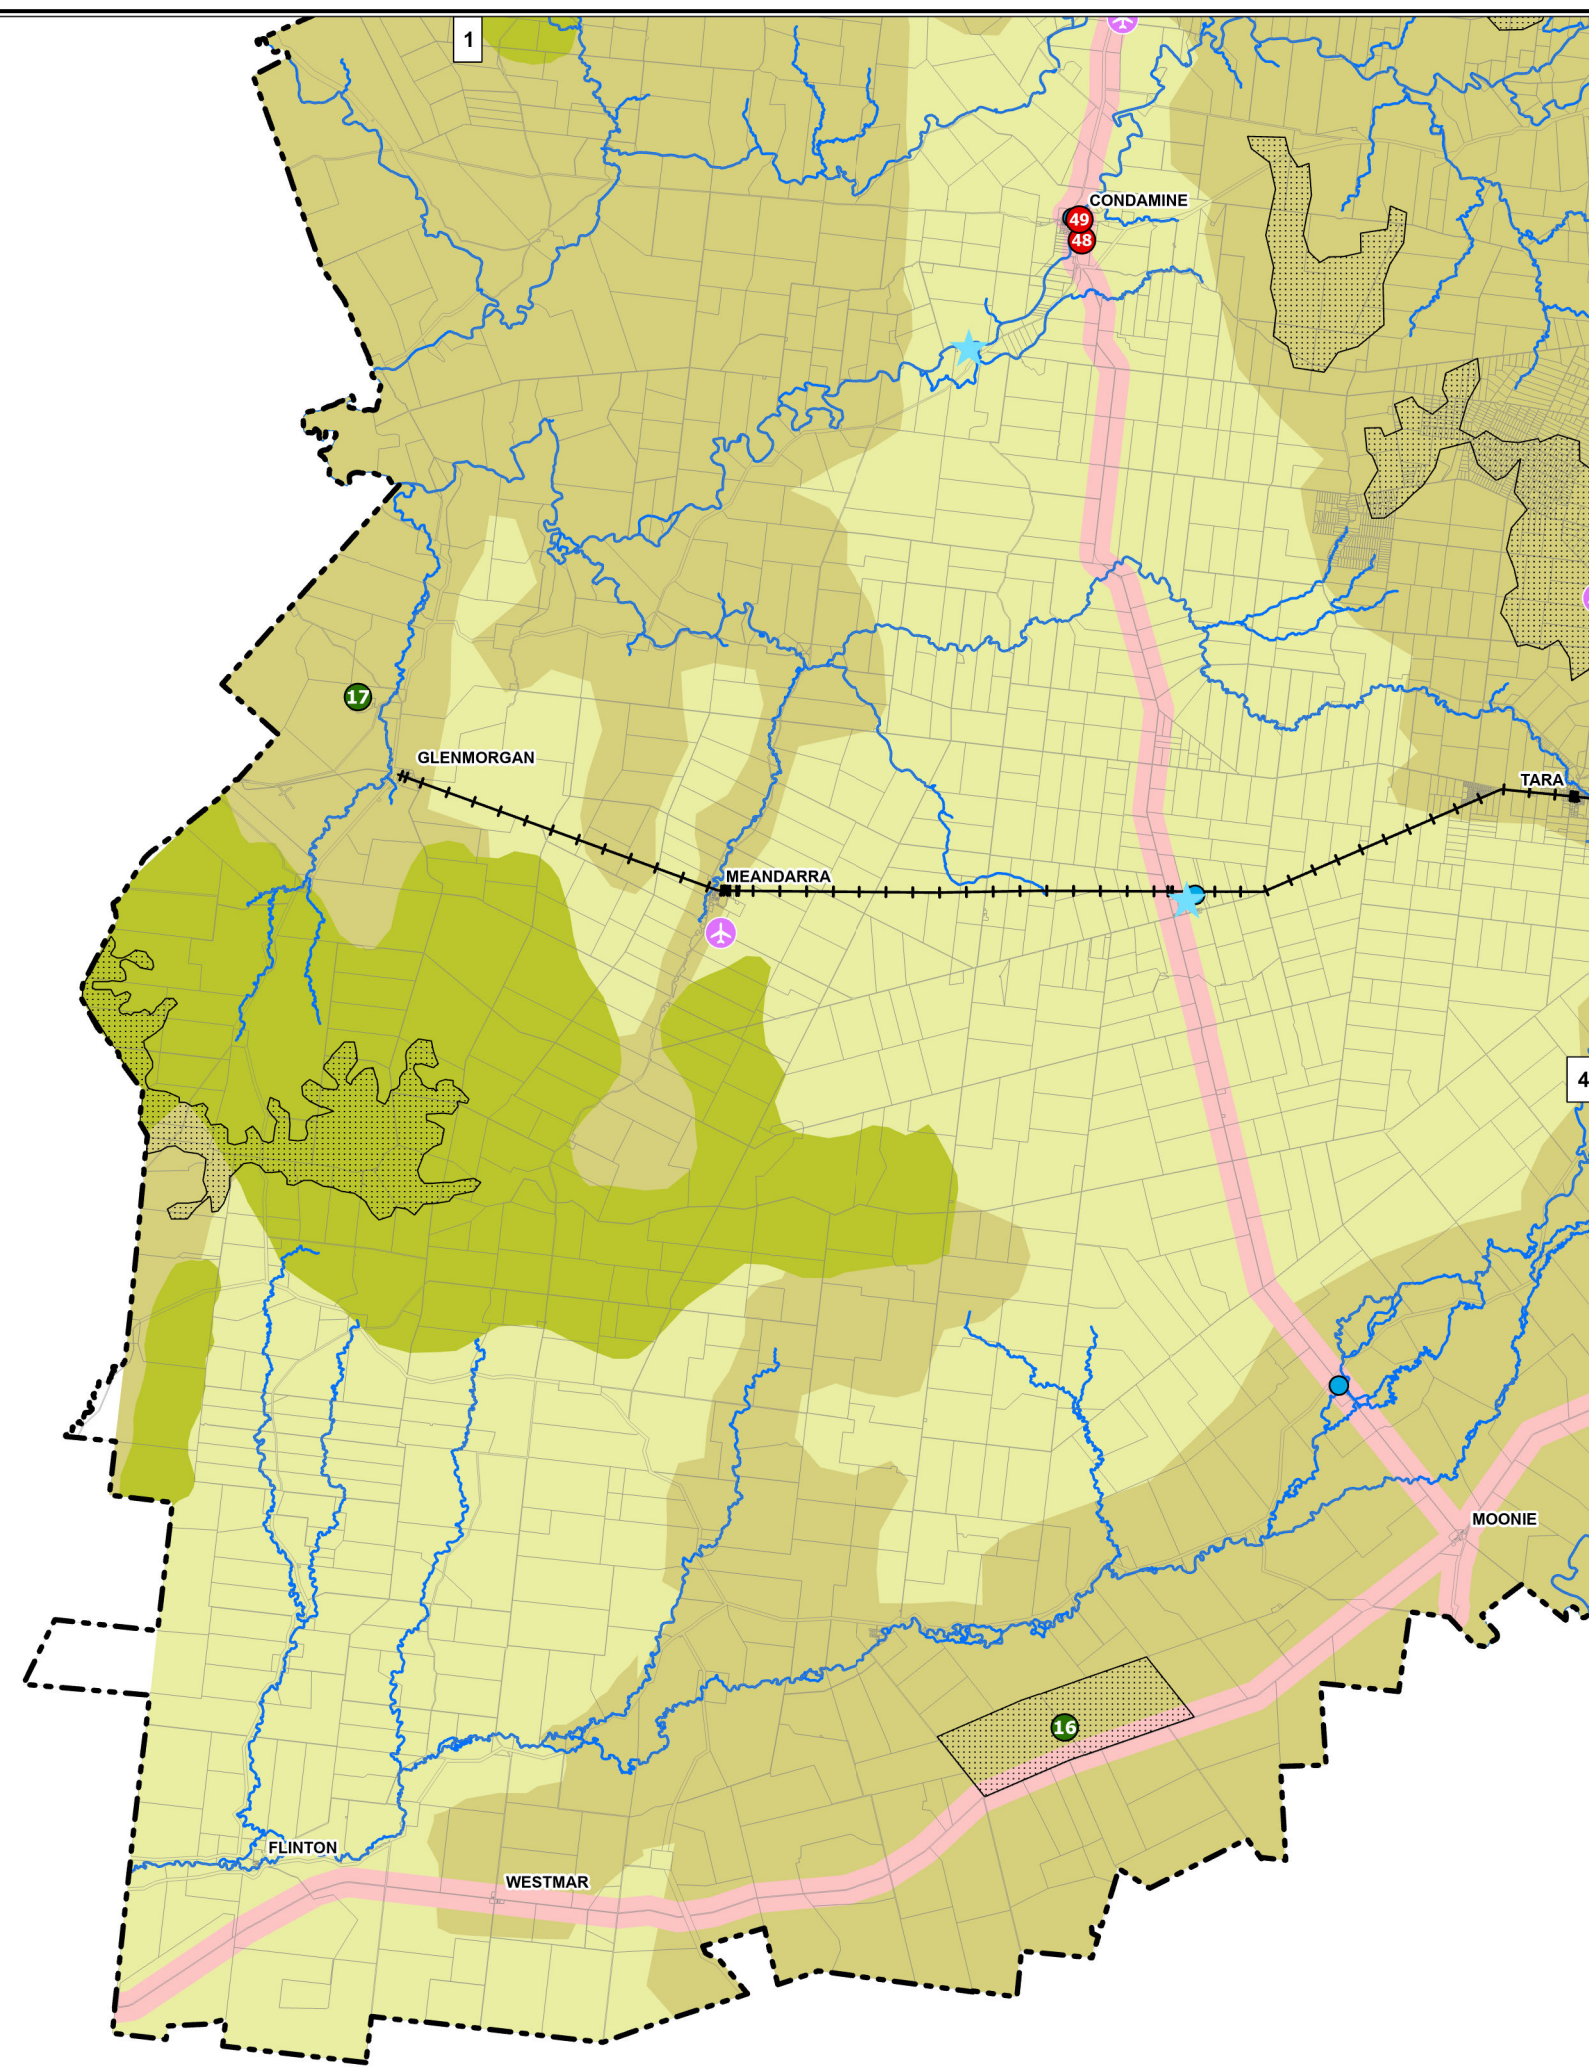 1
CONDAMINE
49
48
17
GLENMORGAN
TARA
MEANDARRA
4
MOONIE
16
FLINTON
WESTMAR